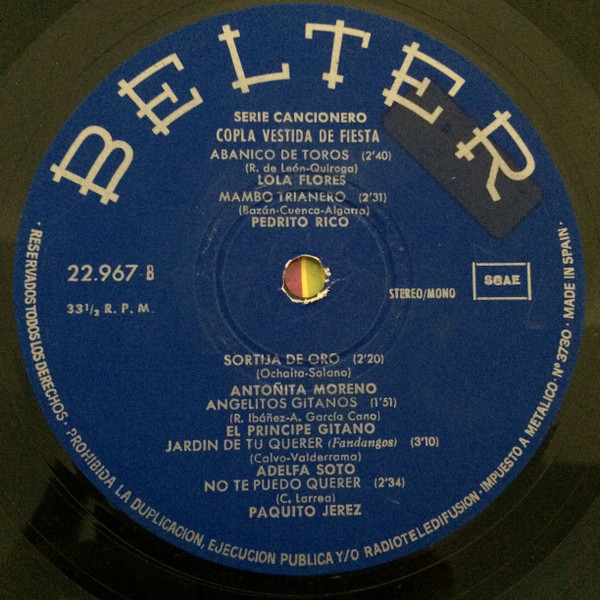 BELTER
SERIE CANCIONERO
COPLA VESTIDA DE FIESTA
ABANICO DE TOROS (2'40)
(R. de León-Quiroga)
LOLA FLORES
MAMBO TRIANERO (2'31)
(Bazán-Cuenca-Algarra)
PEDRITO RICO
22.967-B
33 1/3 R. P. M.
STEREO/MONO
SGAE
SORTIJA DE ORO (2'20)
(Ochaita-Solano)
ANTOÑITA MORENO
ANGELITOS GITANOS (1'51)
(R. Ibáñez-A. García Cano)
EL PRINCIPE GITANO
JARDIN DE TU QUERER (Fandangos) (3'10)
(Calvo-Valderrama)
ADELFA SOTO
NO TE PUEDO QUERER (2'34)
(C. Larrea)
PAQUITO JEREZ
· RESERVADOS TODOS LOS DERECHOS · PROHIBIDA LA DUPLICACION, EJECUCION PUBLICA Y/O RADIOTELEDIFUSION · IMPUESTO A METALICO · Nº 3730 · MADE IN SPAIN ·